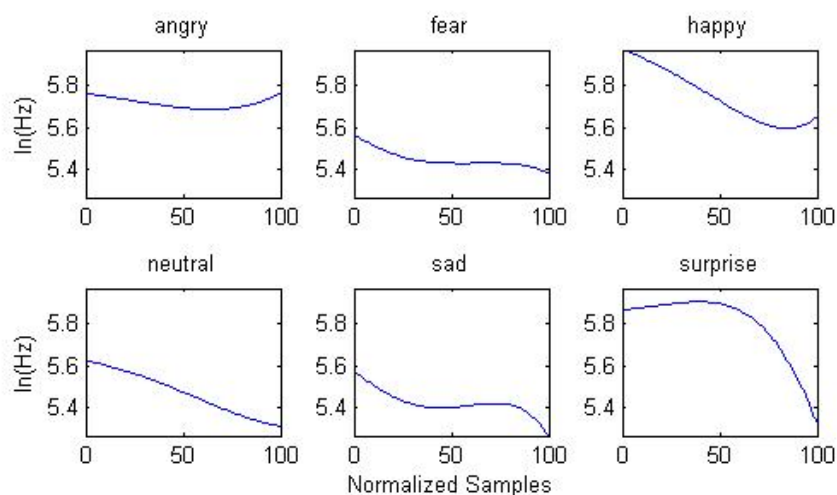 angry fear happy
5.8 5.8 5.8
ln(Hz) 5.6 5.6 5.6
5.4 5.4 5.4
0 50 100 0 50 100 0 50 100
neutral sad surprise
5.8 5.8 5.8
ln(Hz) 5.6 5.6 5.6
5.4 5.4 5.4
0 50 100 0 50 100 0 50 100
Normalized Samples